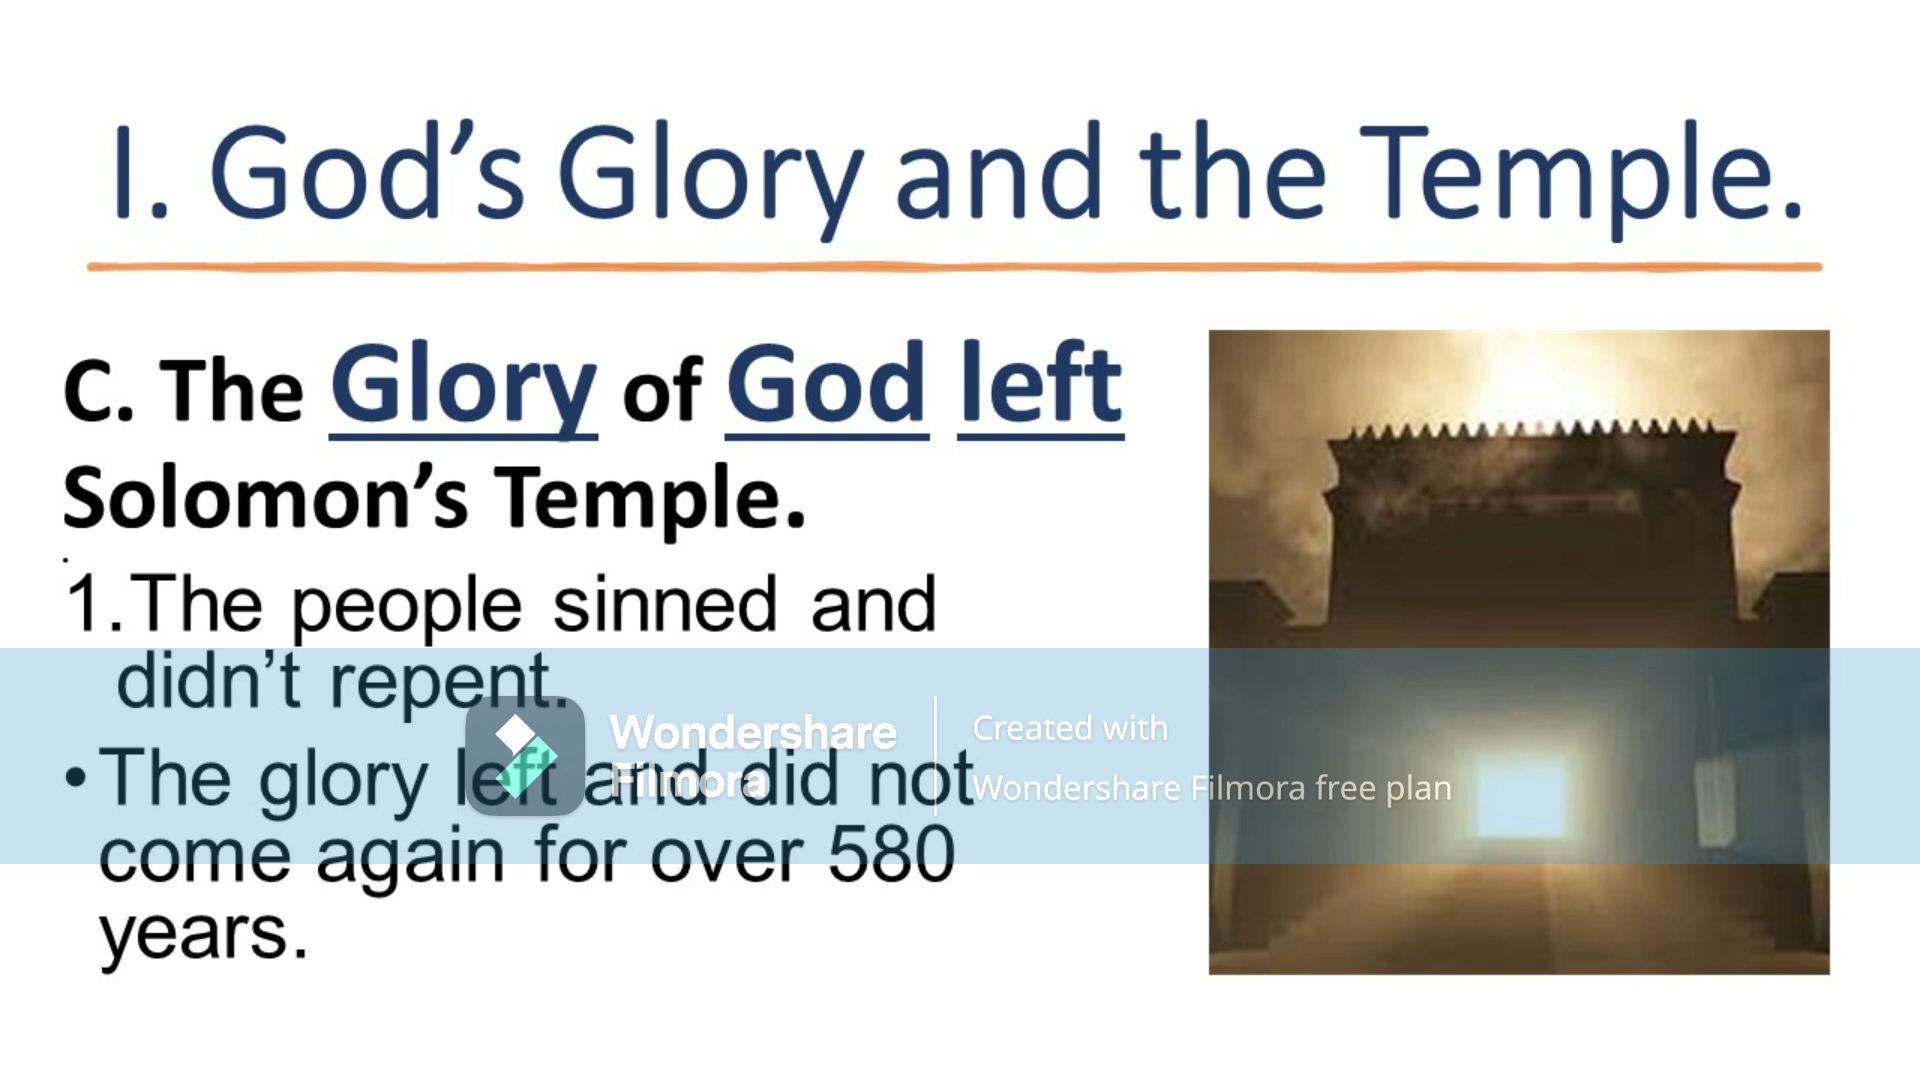 I. God’s Glory and the Temple.
C. The Glory of God left
Solomon’s Temple.
1.The people sinned and
didn’t repent.
•The glory left and did not
come again for over 580
years.
Wondershare
Filmora
Created with
Wondershare Filmora free plan